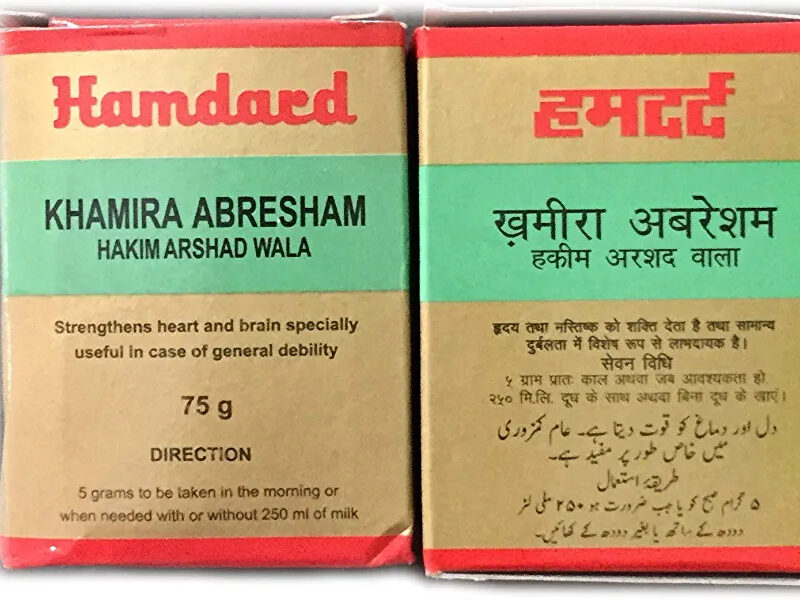 Hamdard
KHAMIRA ABRESHAM
HAKIM ARSHAD WALA
Strengthens heart and brain specially
useful in case of general debility
75 g
DIRECTION
5 grams to be taken in the morning or
when needed with or without 250 ml of milk
हमदर्द
ख़मीरा अबरेशम
हकीम अरशद वाला
हृदय तथा मस्तिष्क को शक्ति देता है तथा सामान्य
दुर्बलता में विशेष रूप से लाभदायक है।
सेवन विधि
५ ग्राम प्रातः काल अथवा जब आवश्यकता हो
२५० मि.लि. दूध के साथ अथवा बिना दूध के खाएं।
دل اور دماغ کو قوت دیتا ہے۔ عام کمزوری
میں خاص طور پر مفید ہے۔
طریقۂ استعمال
۵ گرام صبح کو یا جب ضرورت ہو ۲۵۰ ملی لٹر
دودھ کے ساتھ یا بغیر دودھ کے کھائیں۔